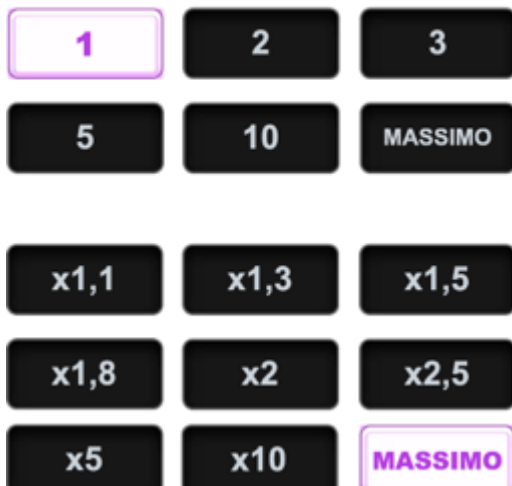 1 2 3
5 10 MASSIMO
x1,1 x1,3 x1,5
x1,8 x2 x2,5
x5 x10 MASSIMO